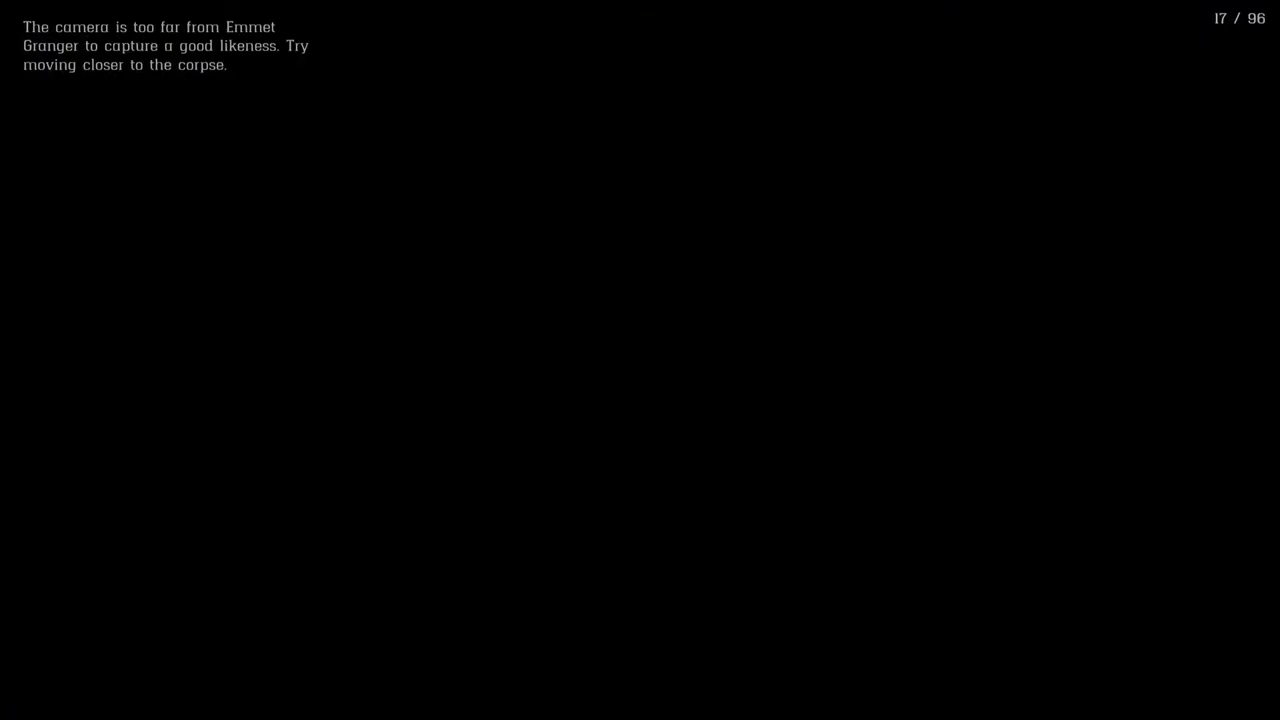 The camera is too far from Emmet
Granger to capture a good likeness. Try
moving closer to the corpse.
17 / 96